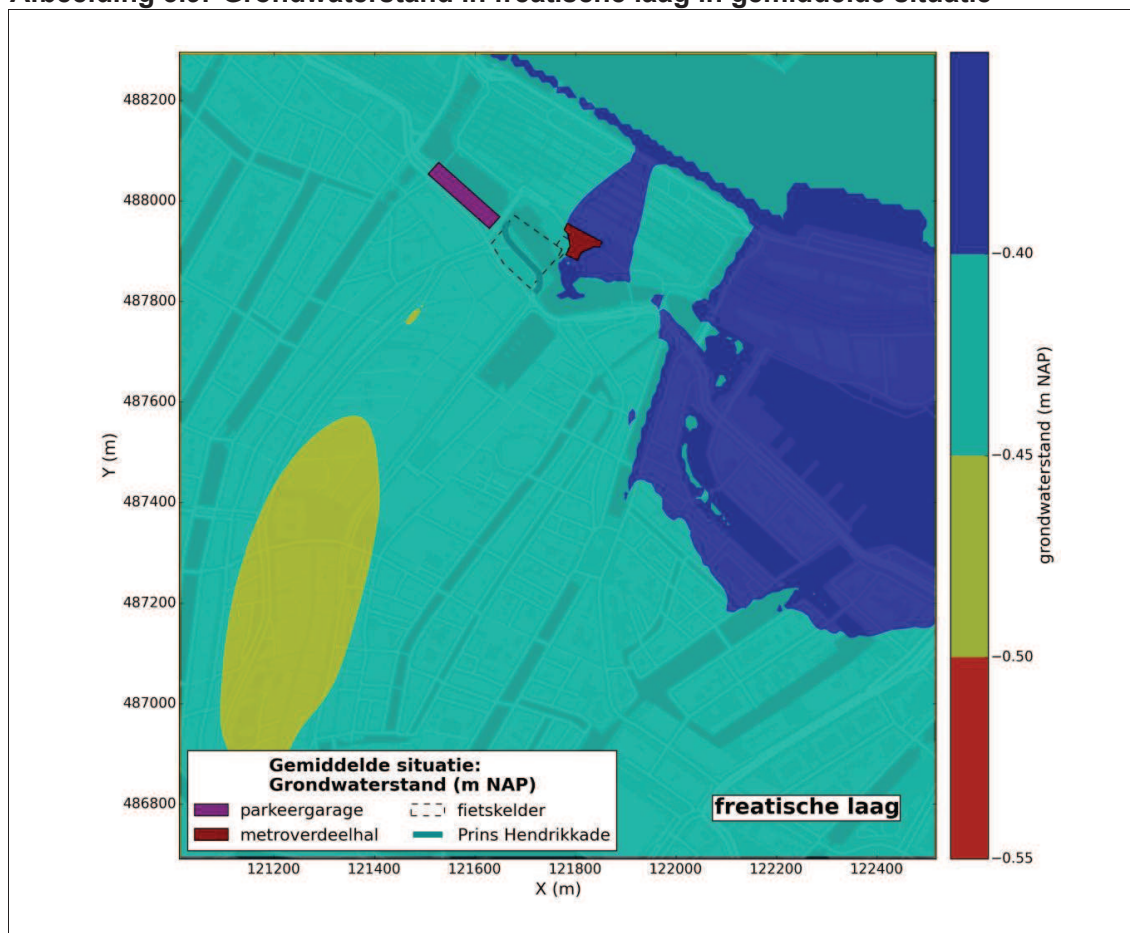 Afbeelding 3.3: Grondwaterstand in freatische laag in gemiddelde situatie
488200
488000
487800
487600
487400
487200
487000
486800
Y (m)
121200 121400 121600 121800 122000 122200 122400
X (m)
−0.40
−0.45
−0.50
−0.55
grondwaterstand (m NAP)
Gemiddelde situatie:
Grondwaterstand (m NAP)
parkeergarage
fietskelder
metroverdeelhal
Prins Hendrikkade
freatische laag